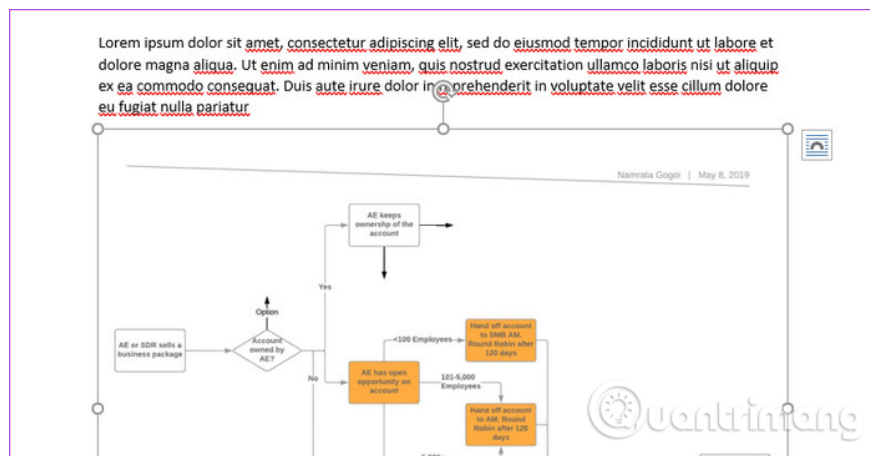 Lorem ipsum dolor sit amet, consectetur adipiscing elit, sed do eiusmod tempor incididunt ut labore et
dolore magna aliqua. Ut enim ad minim veniam, quis nostrud exercitation ullamco laboris nisi ut aliquip
ex ea commodo consequat. Duis aute irure dolor in reprehenderit in voluptate velit esse cillum dolore
eu fugiat nulla pariatur
Namrata Gogoi | May 8, 2019
AE keeps
ownershp of the
account
Yes
Option
AE or SDR sells a
business package
Account
owned by
AE?
No
<100 Employees
Hand off account
to SMB AM.
Round Robin after
120 days
AE has open
opportunity on
account
101-5,000
Employees
Hand off account
to AM. Round
Robin after 120
days
uantrimang